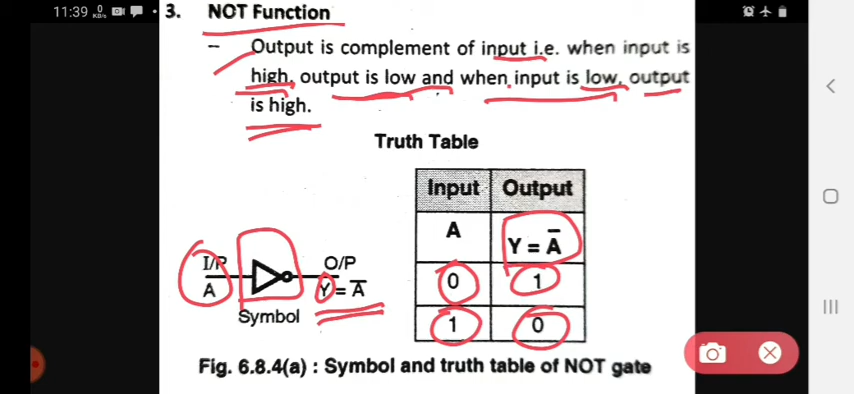 11:39
KB/s
3. NOT Function
– Output is complement of input i.e. when input is
high, output is low and when input is low, output
is high.
Truth Table
Input Output
A Y = A̅
0 1
1 0
I/P O/P
A Y = A̅
Symbol
Fig. 6.8.4(a) : Symbol and truth table of NOT gate